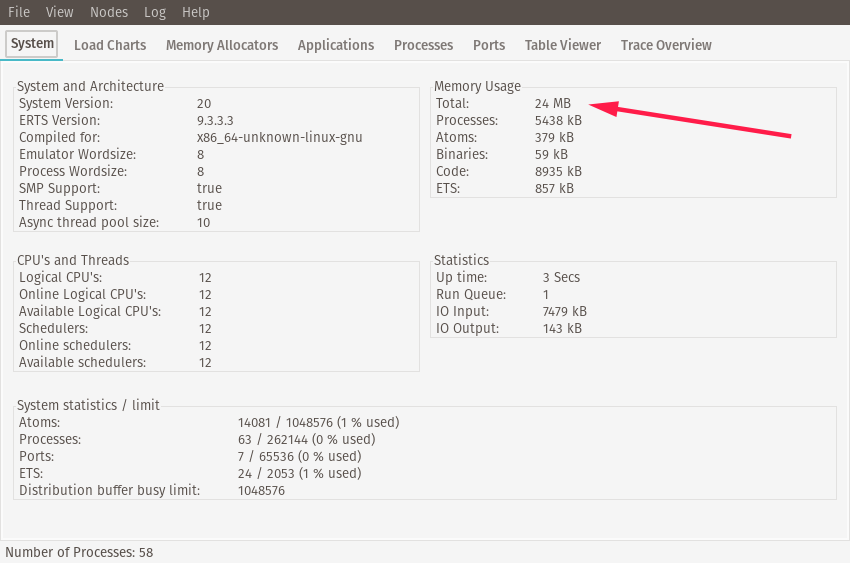 File View Nodes Log Help
System Load Charts Memory Allocators Applications Processes Ports Table Viewer Trace Overview
System and Architecture
System Version: 20
ERTS Version: 9.3.3.3
Compiled for: x86_64-unknown-linux-gnu
Emulator Wordsize: 8
Process Wordsize: 8
SMP Support: true
Thread Support: true
Async thread pool size: 10
Memory Usage
Total: 24 MB
Processes: 5438 kB
Atoms: 379 kB
Binaries: 59 kB
Code: 8935 kB
ETS: 857 kB
CPU's and Threads
Logical CPU's: 12
Online Logical CPU's: 12
Available Logical CPU's: 12
Schedulers: 12
Online schedulers: 12
Available schedulers: 12
Statistics
Up time: 3 Secs
Run Queue: 1
IO Input: 7479 kB
IO Output: 143 kB
System statistics / limit
Atoms: 14081 / 1048576 (1 % used)
Processes: 63 / 262144 (0 % used)
Ports: 7 / 65536 (0 % used)
ETS: 24 / 2053 (1 % used)
Distribution buffer busy limit: 1048576
Number of Processes: 58